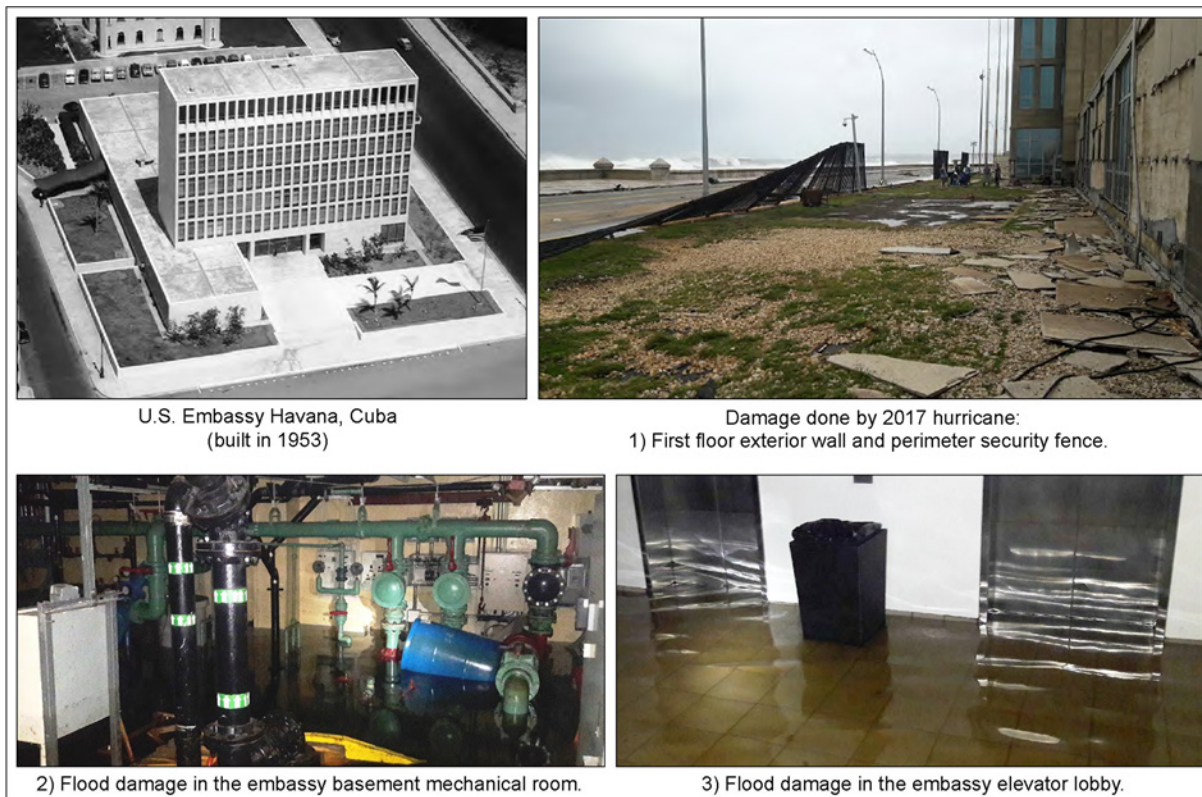 U.S. Embassy Havana, Cuba
(built in 1953)
Damage done by 2017 hurricane:
1) First floor exterior wall and perimeter security fence.
2) Flood damage in the embassy basement mechanical room.
3) Flood damage in the embassy elevator lobby.